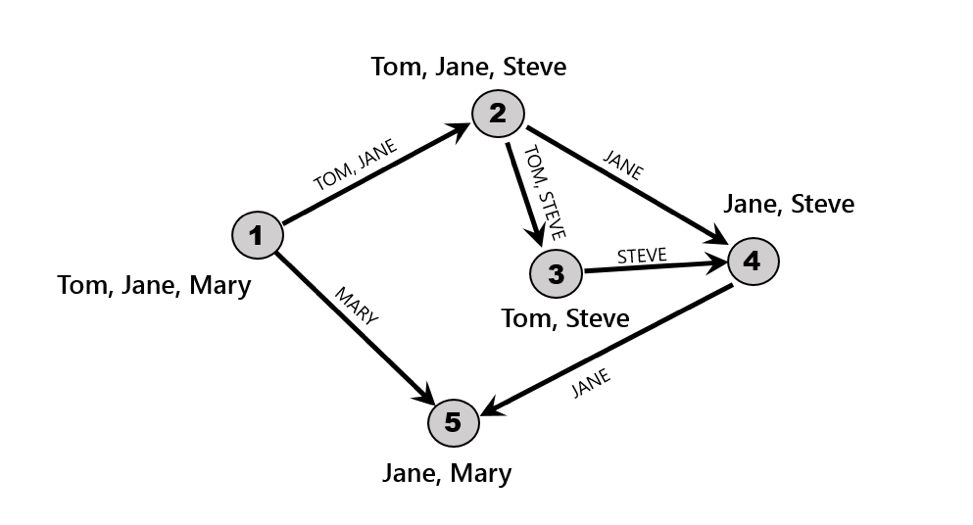 Tom, Jane, Steve
2
TOM, JANE
TOM, STEVE
JANE
Jane, Steve
1
STEVE
4
3
Tom, Jane, Mary
MARY
Tom, Steve
JANE
5
Jane, Mary